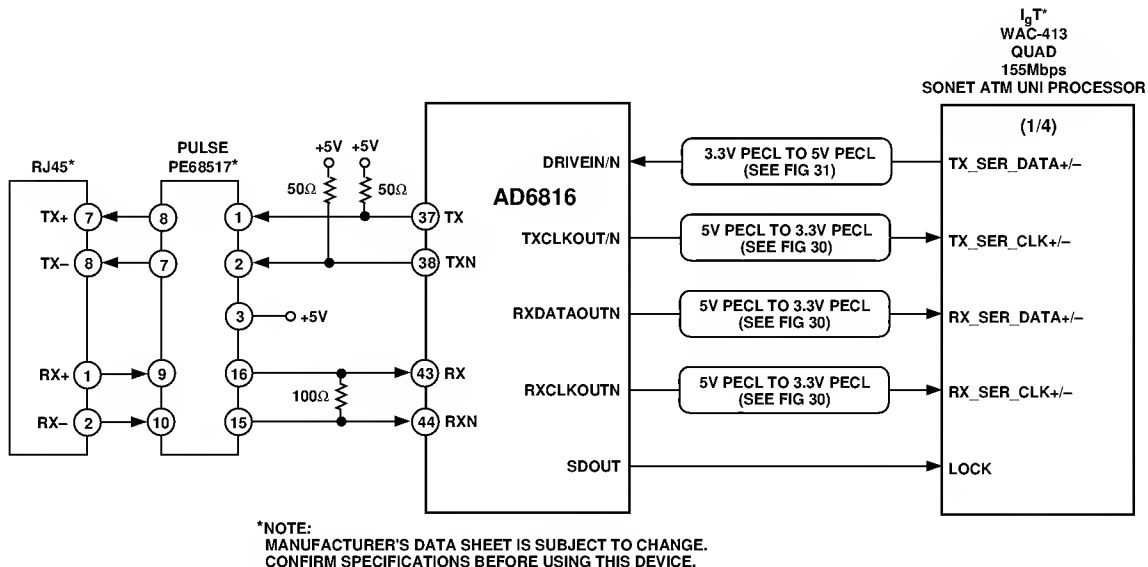 IgT*
WAC-413
QUAD
155Mbps
SONET ATM UNI PROCESSOR
(1/4)
RJ45*
PULSE
PE68517*
+5V +5V
50Ω 50Ω
AD6816
DRIVEIN/N
3.3V PECL TO 5V PECL
(SEE FIG 31)
TX_SER_DATA+/–
TX+ 7 8 1 37 TX
TXCLKOUT/N
5V PECL TO 3.3V PECL
(SEE FIG 30)
TX_SER_CLK+/–
TX– 8 7 2 38 TXN
3 +5V
RXDATAOUTN
5V PECL TO 3.3V PECL
(SEE FIG 30)
RX_SER_DATA+/–
RX+ 1 9 16 43 RX
100Ω
RXCLKOUTN
5V PECL TO 3.3V PECL
(SEE FIG 30)
RX_SER_CLK+/–
RX– 2 10 15 44 RXN
SDOUT
LOCK
*NOTE:
MANUFACTURER'S DATA SHEET IS SUBJECT TO CHANGE.
CONFIRM SPECIFICATIONS BEFORE USING THIS DEVICE.